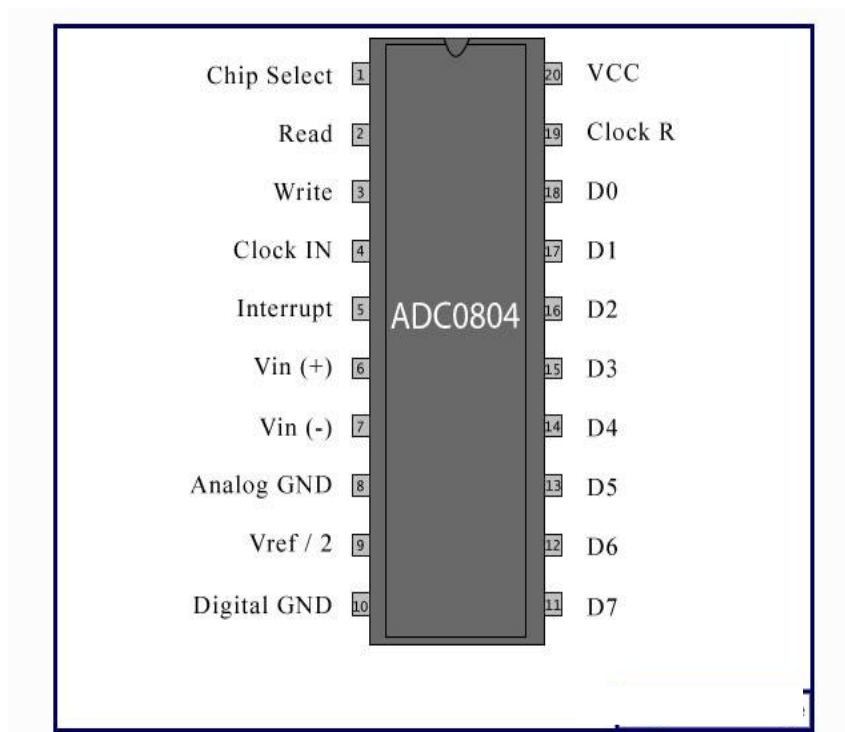 Chip Select 1 20 VCC
Read 2 19 Clock R
Write 3 18 D0
Clock IN 4 17 D1
Interrupt 5 16 D2
ADC0804
Vin (+) 6 15 D3
Vin (-) 7 14 D4
Analog GND 8 13 D5
Vref / 2 9 12 D6
Digital GND 10 11 D7